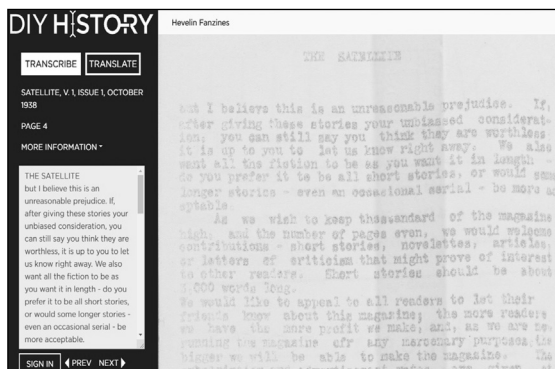 DIY HISTORY
Hevelin Fanzines
TRANSCRIBE TRANSLATE
SATELLITE, V. 1, ISSUE 1, OCTOBER
1938
PAGE 4
MORE INFORMATION
THE SATELLITE
but I believe this is an
unreasonable prejudice. If,
after giving these stories your
unbiased consideration, you
can still say you think they are
worthless, it is up to you to let
us know right away. We also
want all the fiction to be as
you want it in length - do you
prefer it to be all short stories,
or would some longer stories -
even an occasional serial - be
more acceptable.
SIGN IN PREV NEXT
THE SATELLITE
but I believe this is an unreasonable prejudice. If,
after giving these stories your unbiassed considerat-
ion, you can still say you think they are worthless
it is up to you to let us know right away. We also
want all the fiction to be as you want it in length -
do you prefer it to be all short stories, or would some
longer stories - even an occasional serial - be more ac
eptable.
As we wish to keep the standard of the magazine
high, and the number of pages even, we would welcome
contributions - short stories, novelettes, articles,
or letters of criticism that might prove of interest
to other readers. Short stories should be about
3,000 words long.
We would like to appeal to all readers to let their
friends know about this magazine; the more readers
we have the more profit we make, and, as we are not
running the magazine ofr any mercenary purposes, the
bigger we will be able to make the magazine. The